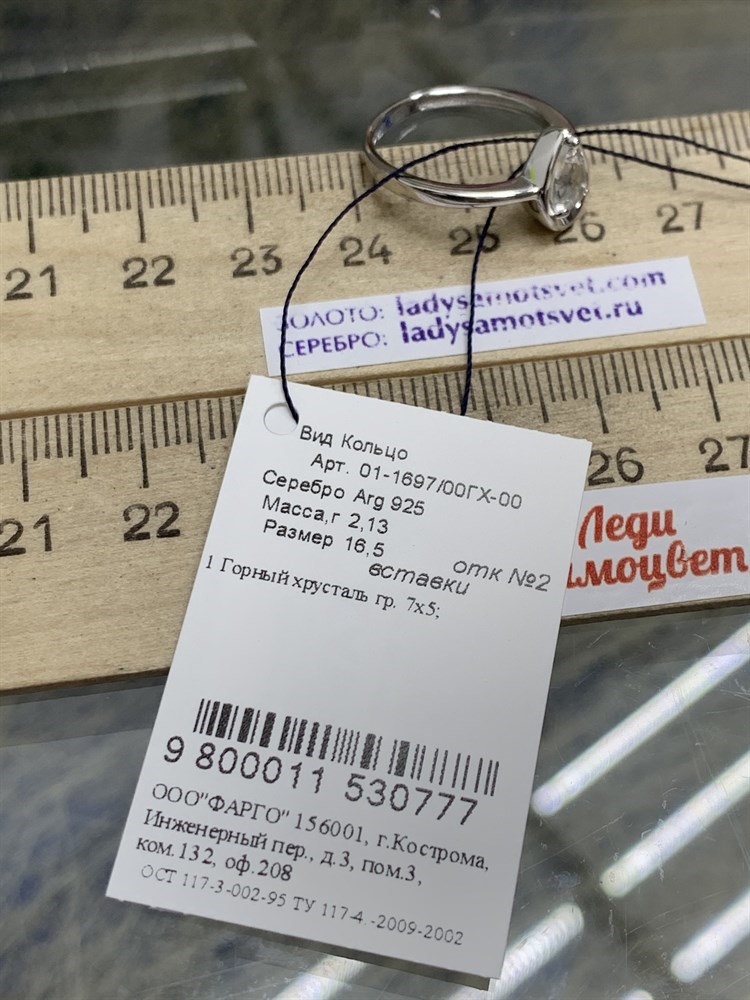 21 22 23 24 25 26 27
ЗОЛОТО: ladysamotsvet.com
СЕРЕБРО: ladysamotsvet.ru
21 22 26 27
Леди
Вид Кольцо
Арт. 01-1697/00ГХ-00
Серебро Arg 925
Масса,г 2,13
Размер 16,5
отк №2
вставки
1 Горный хрусталь гр. 7х5;
9 800011 530777
ООО"ФАРГО" 156001, г.Кострома,
Инженерный пер., д.3, пом.3,
ком.132, оф.208
ОСТ 117-3-002-95 ТУ 117-4.-2009-2002